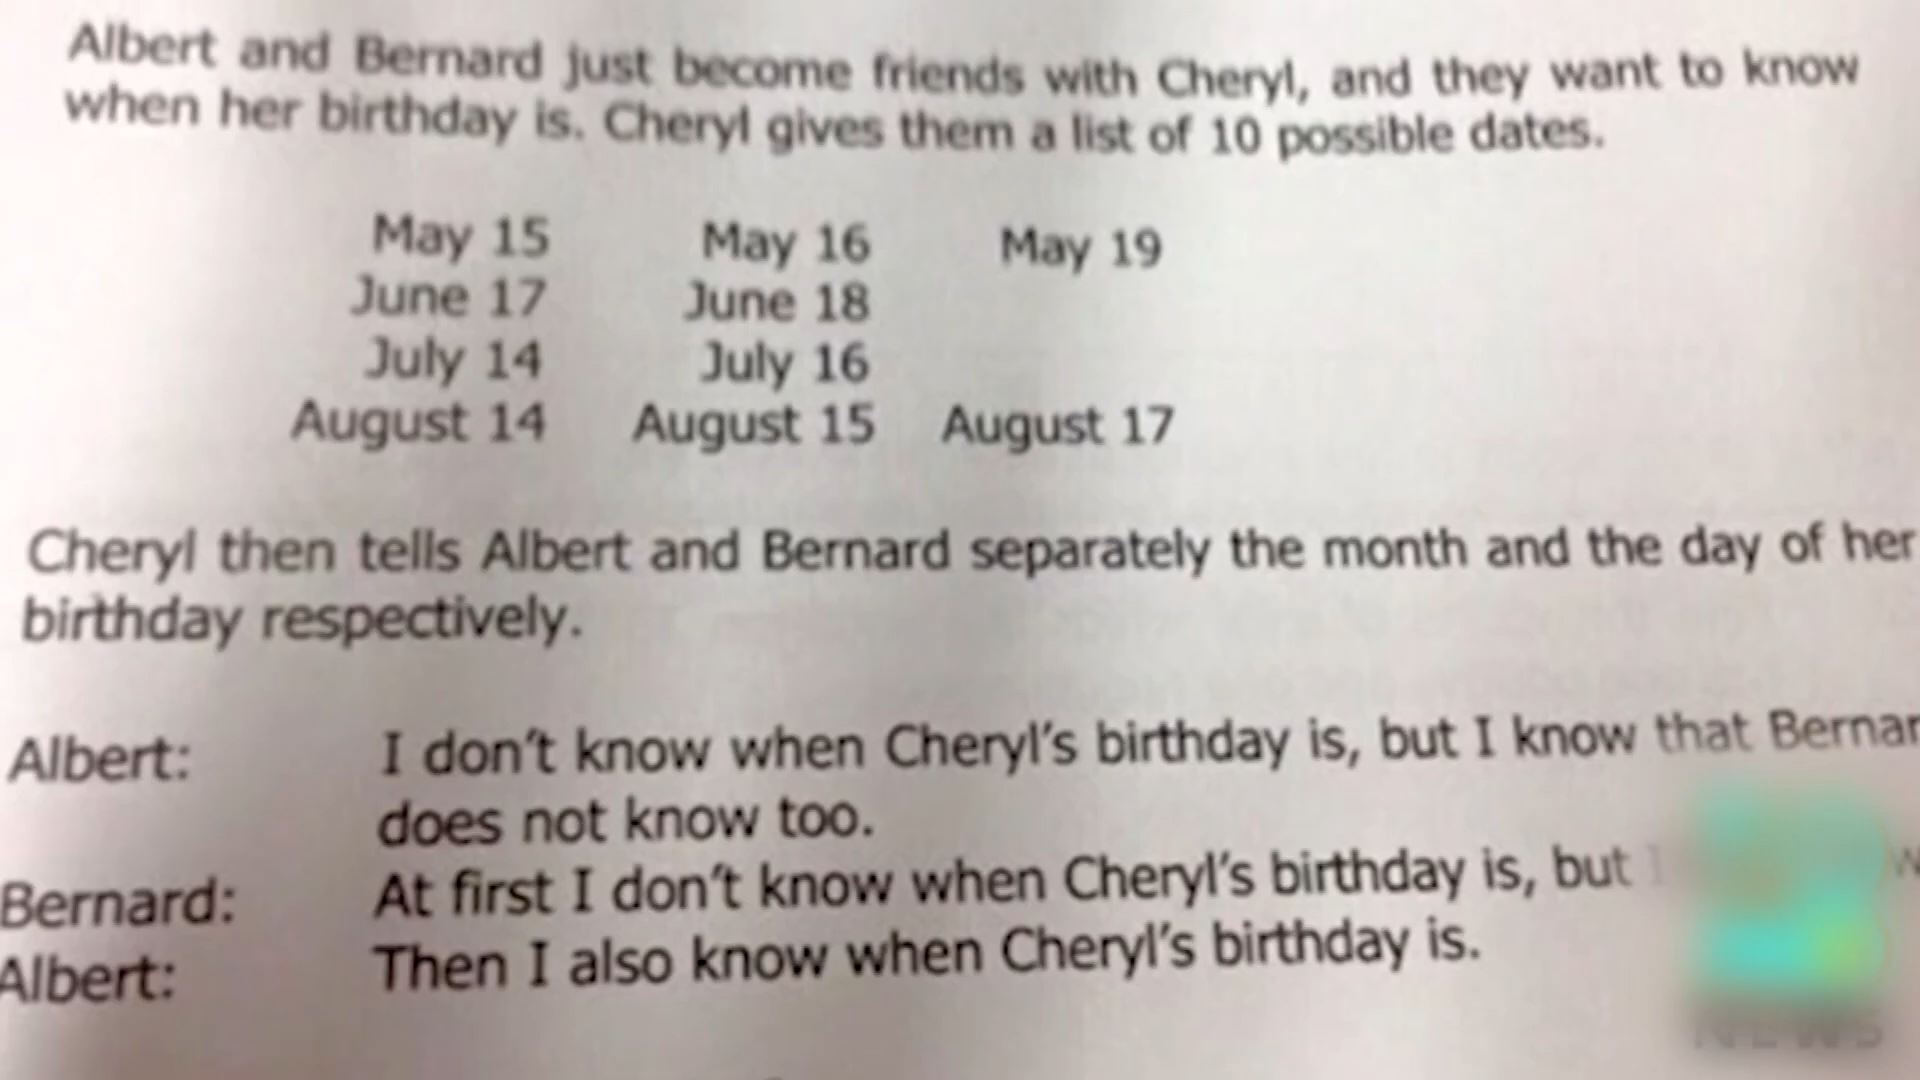 Albert and Bernard just become friends with Cheryl, and they want to know
when her birthday is. Cheryl gives them a list of 10 possible dates.
May 15 May 16 May 19
June 17 June 18
July 14 July 16
August 14 August 15 August 17
Cheryl then tells Albert and Bernard separately the month and the day of her
birthday respectively.
Albert: I don't know when Cheryl's birthday is, but I know that Bernar
does not know too.
Bernard: At first I don't know when Cheryl's birthday is, but
Albert: Then I also know when Cheryl's birthday is.
NEWS